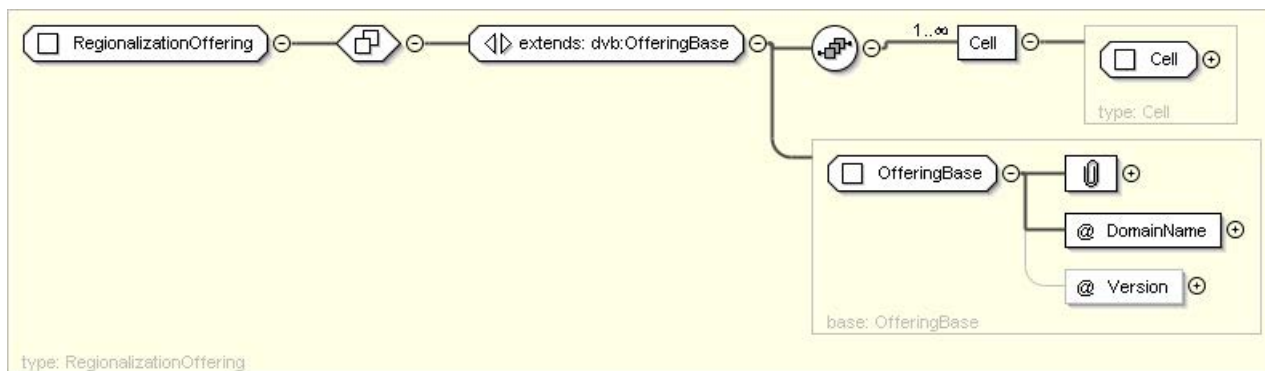 RegionalizationOffering
extends: dvb:OfferingBase
1..∞
Cell
Cell
type: Cell
OfferingBase
@ DomainName
@ Version
base: OfferingBase
type: RegionalizationOffering